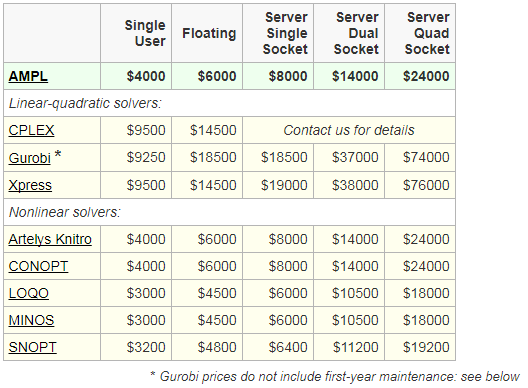 Single User Floating Server Single Socket Server Dual Socket Server Quad Socket
AMPL $4000 $6000 $8000 $14000 $24000
Linear-quadratic solvers:
CPLEX $9500 $14500 Contact us for details
Gurobi * $9250 $18500 $18500 $37000 $74000
Xpress $9500 $14500 $19000 $38000 $76000
Nonlinear solvers:
Artelys Knitro $4000 $6000 $8000 $14000 $24000
CONOPT $4000 $6000 $8000 $14000 $24000
LOQO $3000 $4500 $6000 $10500 $18000
MINOS $3000 $4500 $6000 $10500 $18000
SNOPT $3200 $4800 $6400 $11200 $19200
* Gurobi prices do not include first-year maintenance: see below